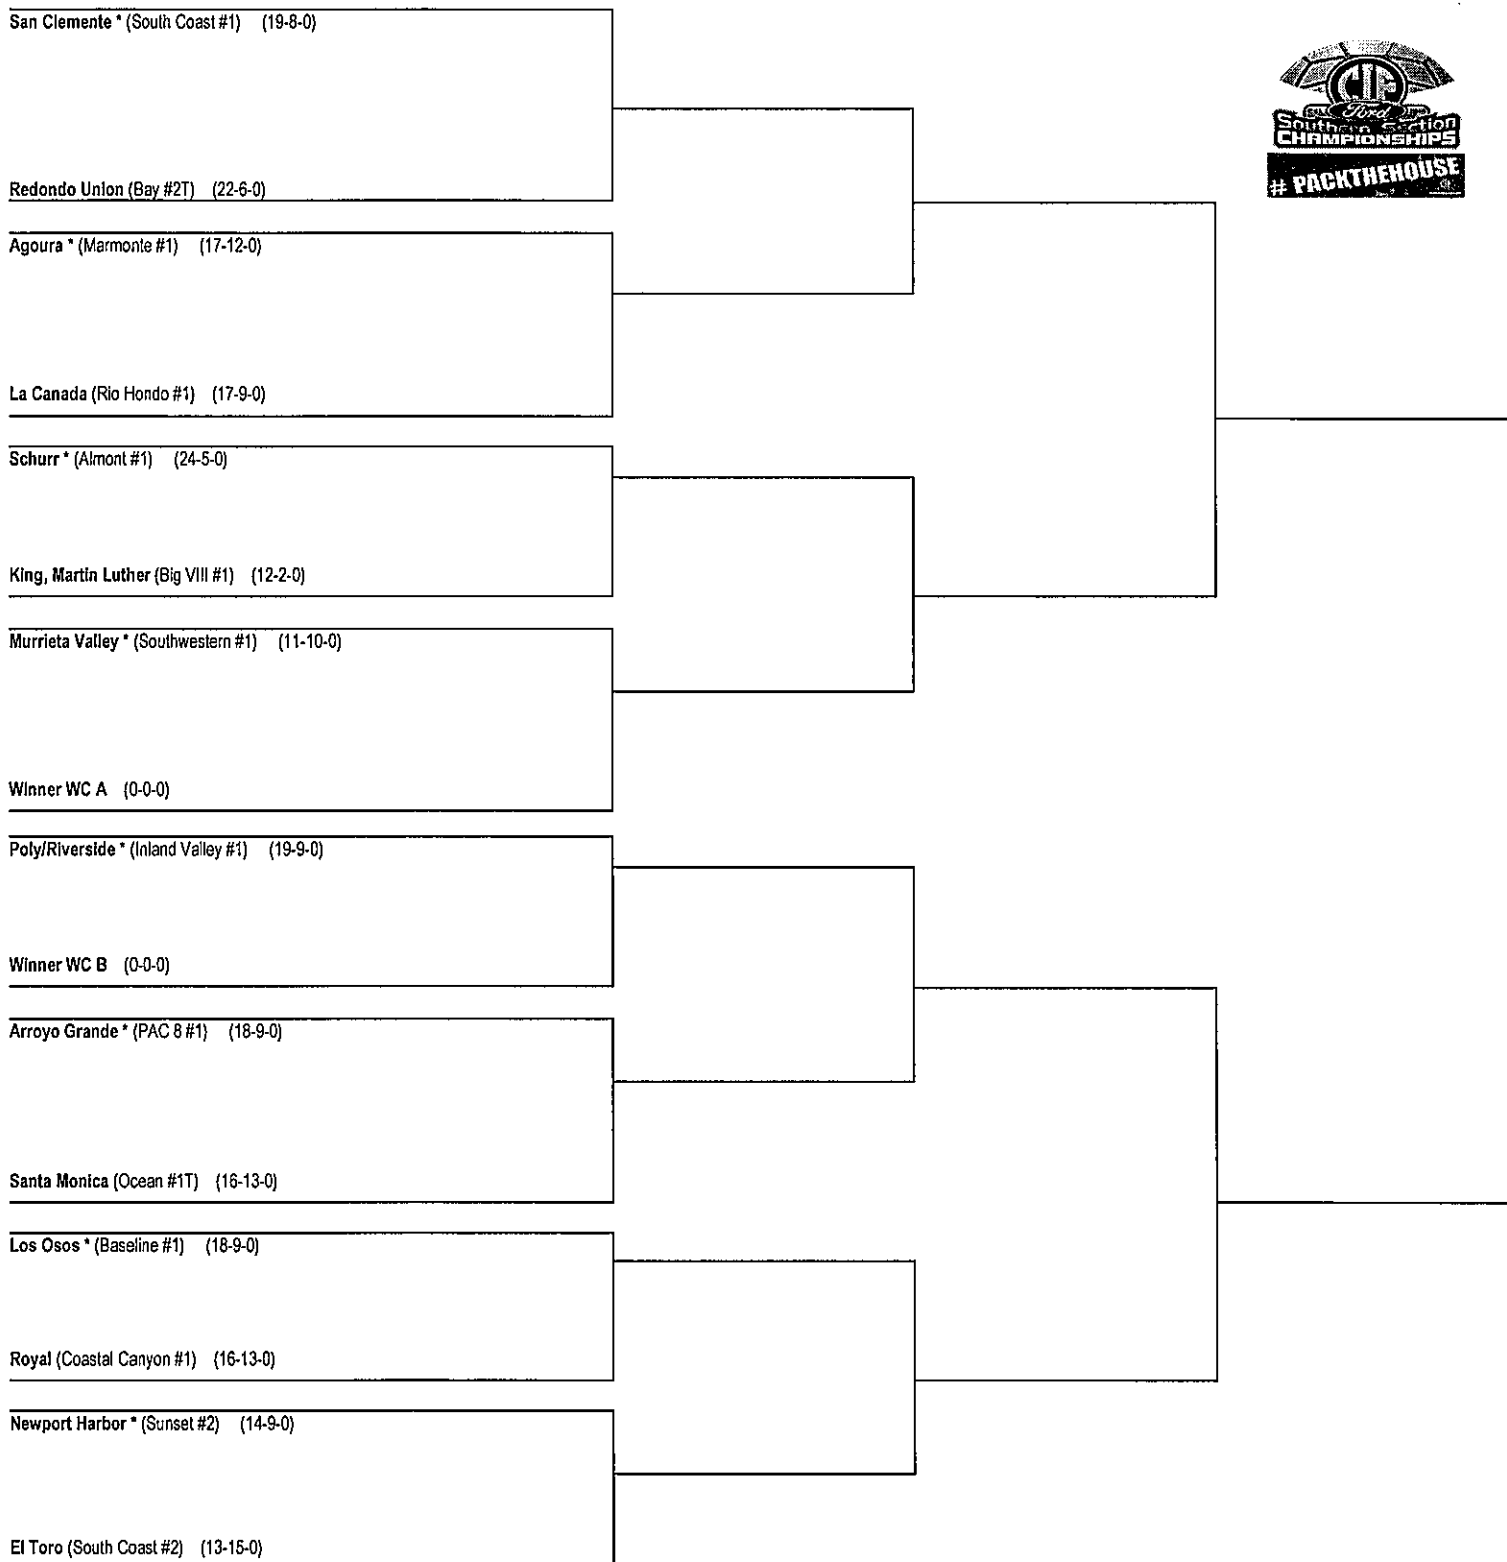 San Clemente * (South Coast #1) (19-8-0)
CIF
Ford
Southern Section
CHAMPIONSHIPS
# PACKTHEHOUSE
Redondo Union (Bay #2T) (22-6-0)
Agoura * (Marmonte #1) (17-12-0)
La Canada (Rio Hondo #1) (17-9-0)
Schurr * (Almont #1) (24-5-0)
King, Martin Luther (Big VIII #1) (12-2-0)
Murrieta Valley * (Southwestern #1) (11-10-0)
Winner WC A (0-0-0)
Poly/Riverside * (Inland Valley #1) (19-9-0)
Winner WC B (0-0-0)
Arroyo Grande * (PAC 8 #1) (18-9-0)
Santa Monica (Ocean #1T) (16-13-0)
Los Osos * (Baseline #1) (18-9-0)
Royal (Coastal Canyon #1) (16-13-0)
Newport Harbor * (Sunset #2) (14-9-0)
El Toro (South Coast #2) (13-15-0)